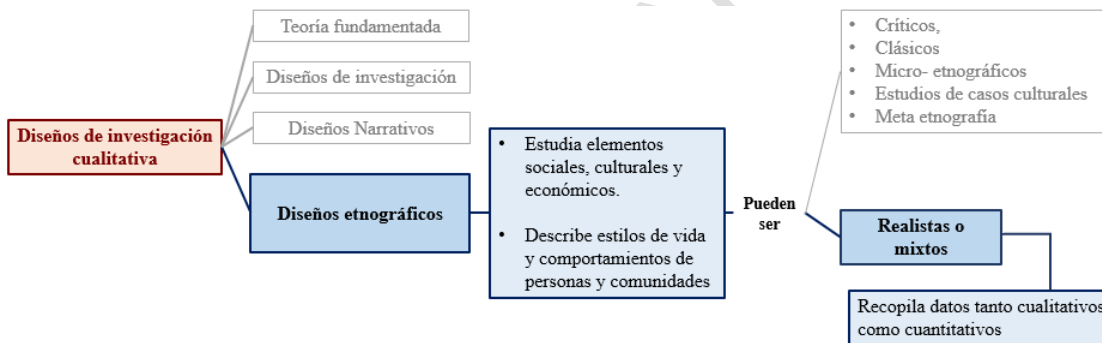 Diseños de investigación
cualitativa
Teoría fundamentada
Diseños de investigación
Diseños Narrativos
Diseños etnográficos
• Estudia elementos
sociales, culturales y
económicos.
• Describe estilos de vida
y comportamientos de
personas y comunidades
Pueden
ser
• Críticos,
• Clásicos
• Micro- etnográficos
• Estudios de casos culturales
• Meta etnografía
Realistas o
mixtos
Recopila datos tanto cualitativos
como cuantitativos